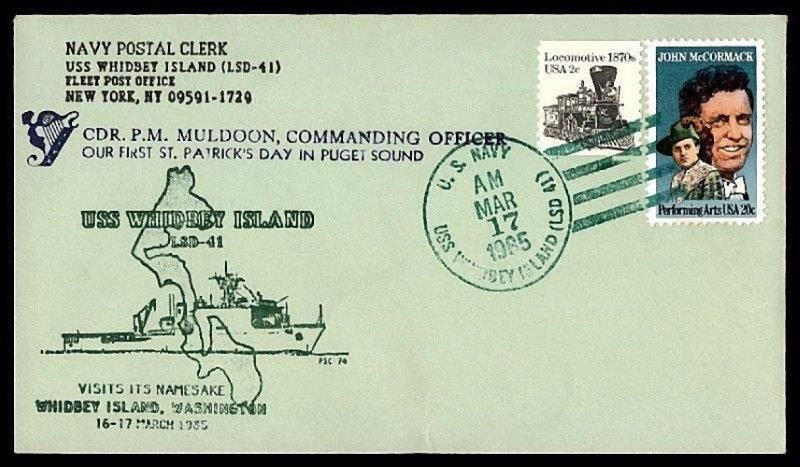 NAVY POSTAL CLERK
USS WHIDBEY ISLAND (LSD-41)
FLEET POST OFFICE
NEW YORK, NY 09591-1729
CDR. P.M. MULDOON, COMMANDING OFFICER
OUR FIRST ST. PATRICK'S DAY IN PUGET SOUND
USS WHIDBEY ISLAND
LSD-41
PSC 74
VISITS ITS NAMESAKE
WHIDBEY ISLAND, WASHINGTON
16-17 MARCH 1985
Locomotive 1870s
USA 2c
JOHN McCORMACK
Performing Arts USA 20c
U. S. NAVY
AM
MAR
17
1985
USS WHIDBEY ISLAND (LSD 41)